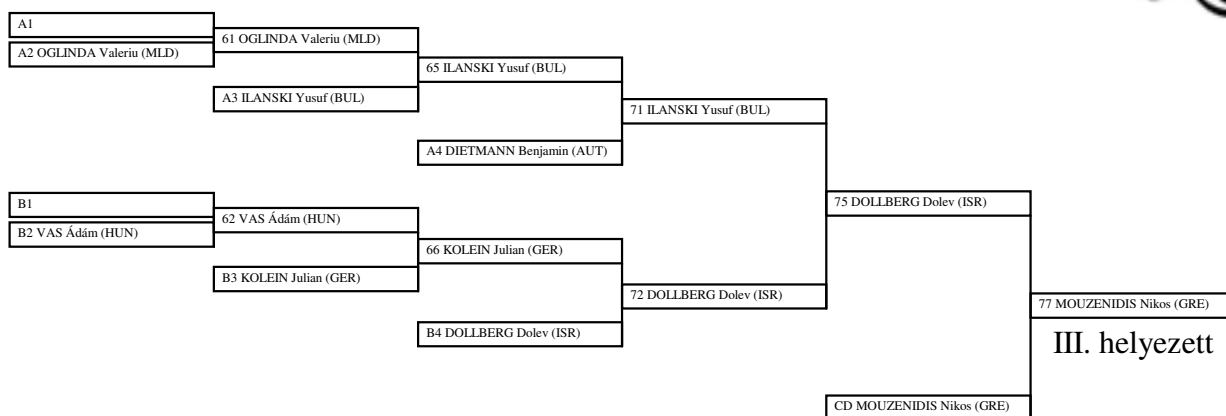 A1
A2 OGLINDA Valeriu (MLD)
61 OGLINDA Valeriu (MLD)
A3 ILANSKI Yusuf (BUL)
65 ILANSKI Yusuf (BUL)
A4 DIETMANN Benjamin (AUT)
71 ILANSKI Yusuf (BUL)
B1
B2 VAS Ádám (HUN)
62 VAS Ádám (HUN)
B3 KOLEIN Julian (GER)
66 KOLEIN Julian (GER)
B4 DOLLBERG Dolev (ISR)
72 DOLLBERG Dolev (ISR)
75 DOLLBERG Dolev (ISR)
77 MOUZENIDIS Nikos (GRE)
III. helyezett
CD MOUZENIDIS Nikos (GRE)